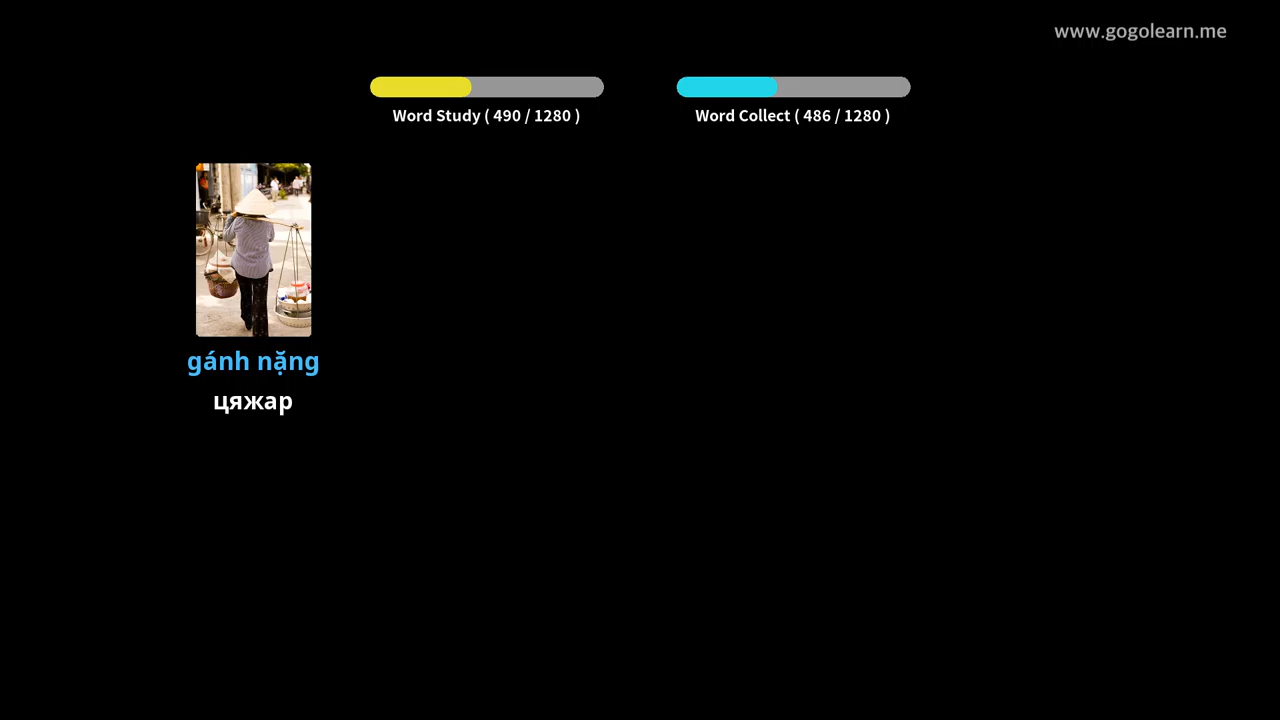 www.gogolearn.me
Word Study ( 490 / 1280 )
Word Collect ( 486 / 1280 )
gánh nặng
цяжар